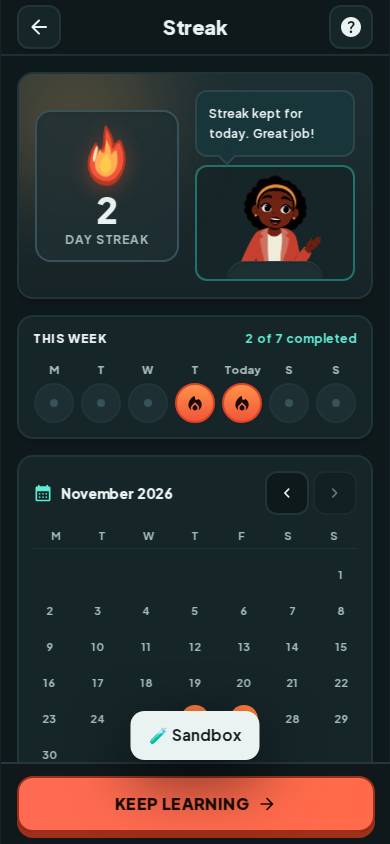 Streak
Streak kept for
today. Great job!
2
DAY STREAK
THIS WEEK
2 of 7 completed
M T W T Today S S
November 2026
M T W T F S S
1
2 3 4 5 6 7 8
9 10 11 12 13 14 15
16 17 18 19 20 21 22
23 24 28 29
🧪 Sandbox
30
KEEP LEARNING →